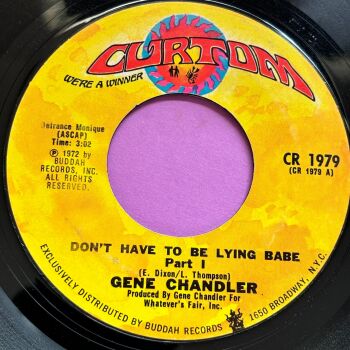 CURTOM
WE'RE A WINNER
Defrance Monique
(ASCAP)
Time: 3:02
Ⓟ 1972 by
BUDDAH
RECORDS, INC.
ALL RIGHTS
RESERVED.
CR 1979
(CR 1979 A)
DON'T HAVE TO BE LYING BABE
Part I
(E. Dixon/L. Thompson)
GENE CHANDLER
Produced By Gene Chandler For
Whatever's Fair, Inc.
EXCLUSIVELY DISTRIBUTED BY BUDDAH RECORDS 1650 BROADWAY, N.Y.C.